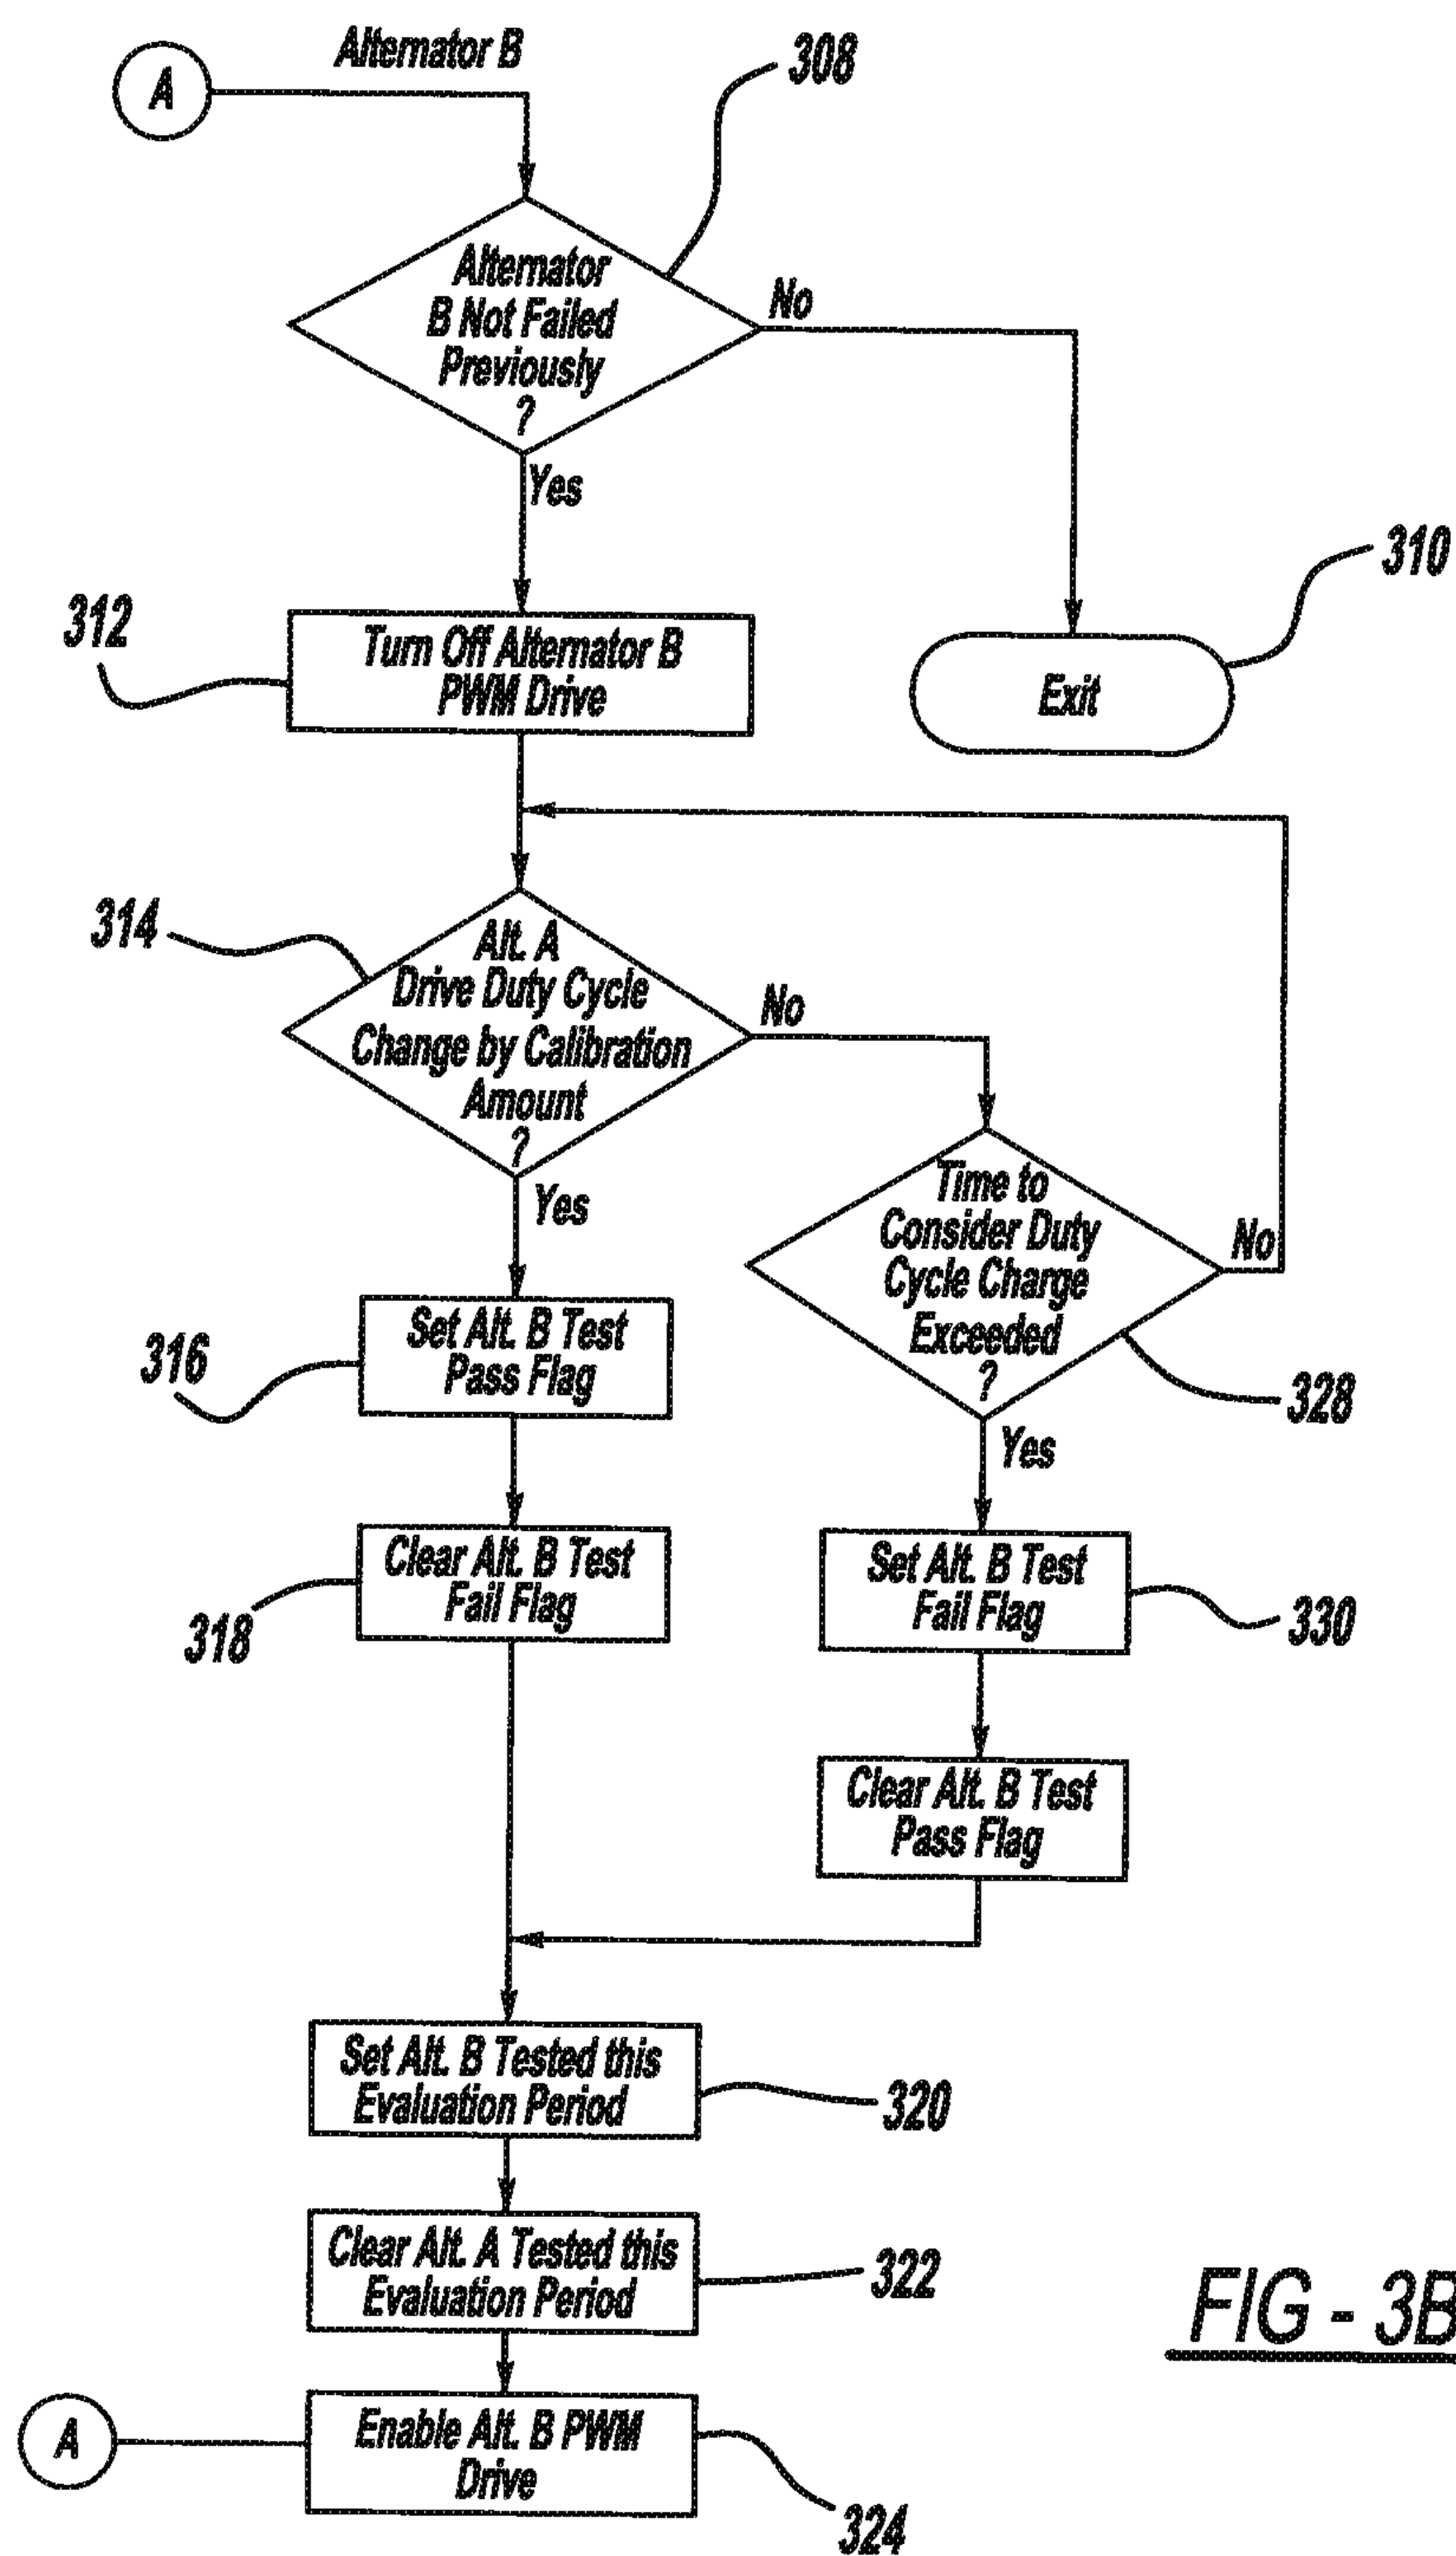 A
Alternator B
308
Alternator
B Not Failed
Previously
?
No
Yes
310
Exit
312
Turn Off Alternator B
PWM Drive
314
Alt. A
Drive Duty Cycle
Change by Calibration
Amount
?
No
Yes
Time to
Consider Duty
Cycle Charge
Exceeded
?
No
328
Yes
316
Set Alt. B Test
Pass Flag
318
Clear Alt. B Test
Fail Flag
Set Alt. B Test
Fail Flag
330
Clear Alt. B Test
Pass Flag
Set Alt. B Tested this
Evaluation Period
320
Clear Alt. A Tested this
Evaluation Period
322
FIG - 3B
A
Enable Alt. B PWM
Drive
324